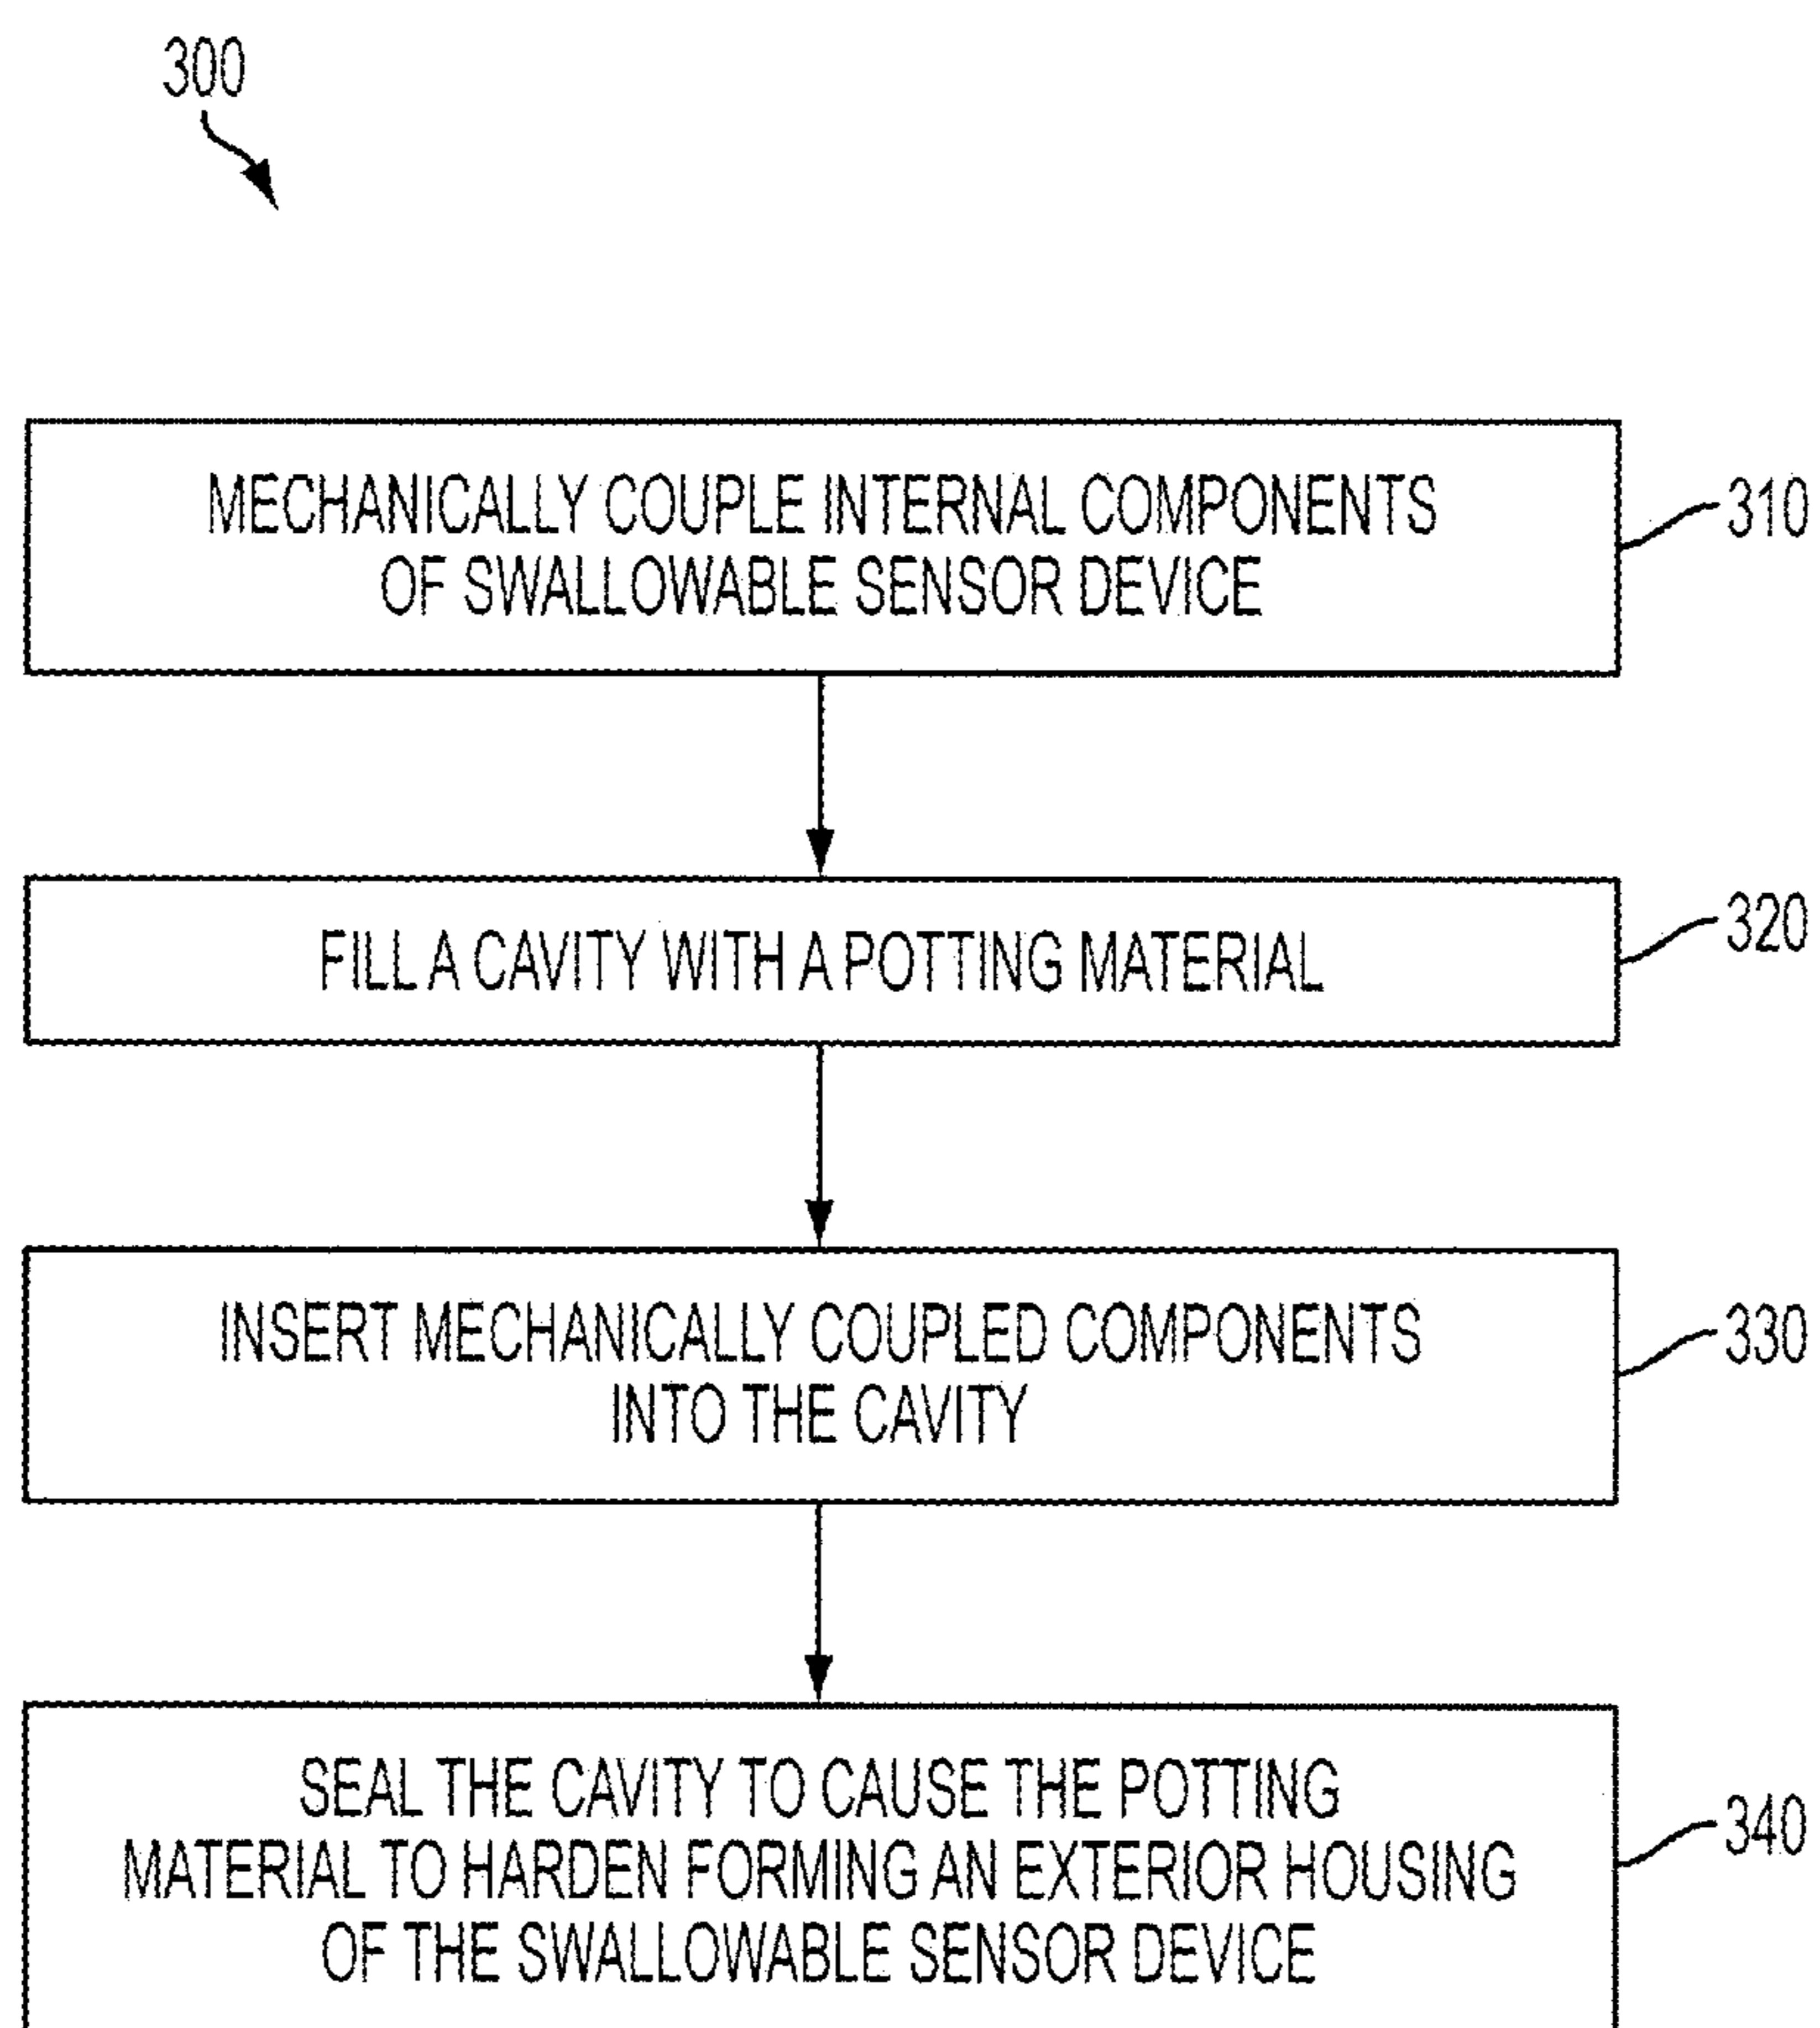 300
MECHANICALLY COUPLE INTERNAL COMPONENTS
OF SWALLOWABLE SENSOR DEVICE
310
FILL A CAVITY WITH A POTTING MATERIAL
320
INSERT MECHANICALLY COUPLED COMPONENTS
INTO THE CAVITY
330
SEAL THE CAVITY TO CAUSE THE POTTING
MATERIAL TO HARDEN FORMING AN EXTERIOR HOUSING
OF THE SWALLOWABLE SENSOR DEVICE
340